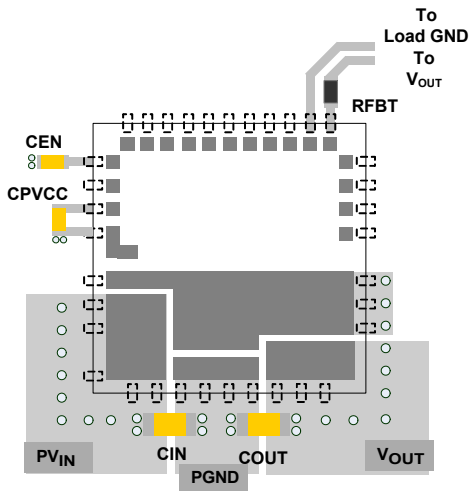 To
Load GND
To
VOUT
RFBT
CEN
CPVCC
PVIN
CIN
COUT
VOUT
PGND